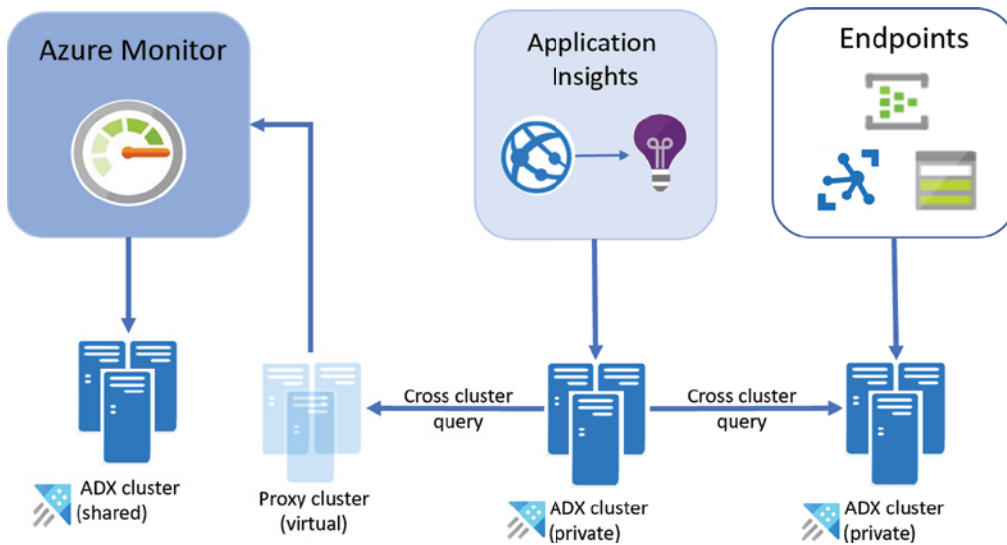 Azure Monitor
Application
Insights
Endpoints
Cross cluster
query
Cross cluster
query
ADX cluster
(shared)
Proxy cluster
(virtual)
ADX cluster
(private)
ADX cluster
(private)